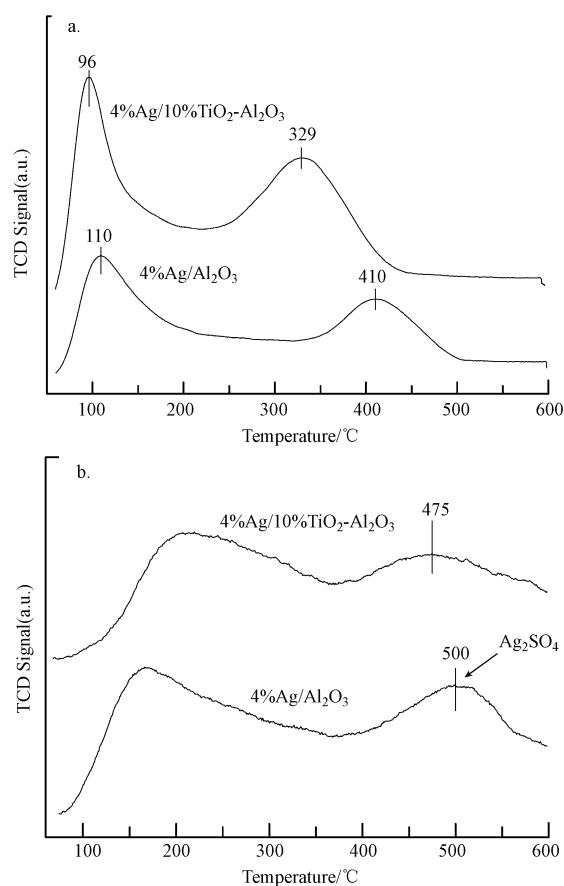 a.
96
4%Ag/10%TiO₂-Al₂O₃
329
110
4%Ag/Al₂O₃
410
TCD Signal(a.u.)
100 200 300 400 500 600
Temperature/℃
b.
475
4%Ag/10%TiO₂-Al₂O₃
Ag₂SO₄
500
4%Ag/Al₂O₃
TCD Signal(a.u.)
100 200 300 400 500 600
Temperature/℃